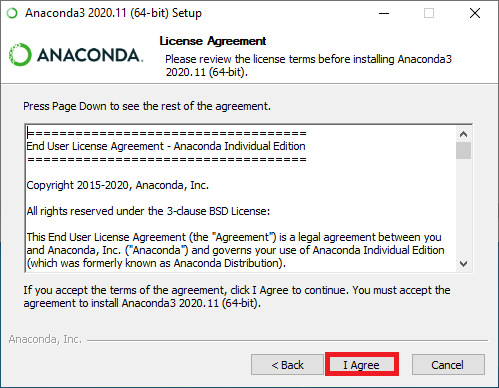 Anaconda3 2020.11 (64-bit) Setup
ANACONDA.
License Agreement
Please review the license terms before installing Anaconda3
2020.11 (64-bit).
Press Page Down to see the rest of the agreement.
===================================
End User License Agreement - Anaconda Individual Edition
===================================
Copyright 2015-2020, Anaconda, Inc.
All rights reserved under the 3-clause BSD License:
This End User License Agreement (the "Agreement") is a legal agreement between you
and Anaconda, Inc. ("Anaconda") and governs your use of Anaconda Individual Edition
(which was formerly known as Anaconda Distribution).
If you accept the terms of the agreement, click I Agree to continue. You must accept the
agreement to install Anaconda3 2020.11 (64-bit).
Anaconda, Inc.
< Back
I Agree
Cancel